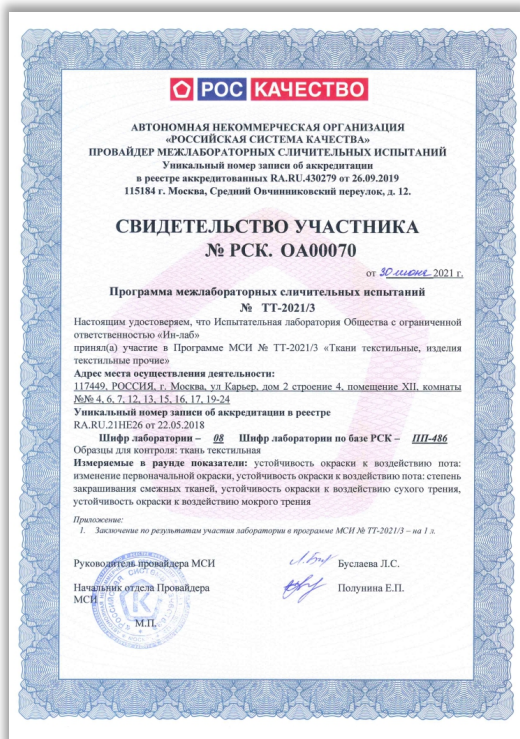 РОС КАЧЕСТВО
АВТОНОМНАЯ НЕКОММЕРЧЕСКАЯ ОРГАНИЗАЦИЯ
«РОССИЙСКАЯ СИСТЕМА КАЧЕСТВА»
ПРОВАЙДЕР МЕЖЛАБОРАТОРНЫХ СЛИЧИТЕЛЬНЫХ ИСПЫТАНИЙ
Уникальный номер записи об аккредитации
в реестре аккредитованных RA.RU.430279 от 26.09.2019
115184 г. Москва, Средний Овчинниковский переулок, д. 12.
СВИДЕТЕЛЬСТВО УЧАСТНИКА
№ РСК. ОА00070
от 30 июня 2021 г.
Программа межлабораторных сличительных испытаний
№ ТТ-2021/3
Настоящим удостоверяем, что Испытательная лаборатория Общества с ограниченной
ответственностью «Ин-лаб»
принял(а) участие в Программе МСИ № ТТ-2021/3 «Ткани текстильные, изделия
текстильные прочие»
Адрес места осуществления деятельности:
117449, РОССИЯ, г. Москва, ул Карьер, дом 2 строение 4, помещение XII, комнаты
№№ 4, 6, 7, 12, 13, 15, 16, 17, 19-24
Уникальный номер записи об аккредитации в реестре
RA.RU.21НЕ26 от 22.05.2018
Шифр лаборатории – 08 Шифр лаборатории по базе РСК – ПП-486
Образцы для контроля: ткань текстильная
Измеряемые в раунде показатели: устойчивость окраски к воздействию пота:
изменение первоначальной окраски, устойчивость окраски к воздействию пота: степень
закрашивания смежных тканей, устойчивость окраски к воздействию сухого трения,
устойчивость окраски к воздействию мокрого трения
Приложение:
1. Заключение по результатам участия лаборатории в программе МСИ № ТТ-2021/3 – на 1 л.
Руководитель провайдера МСИ Буслаева Л.С.
Начальник отдела Провайдера Полунина Е.П.
МСИ
М.П.